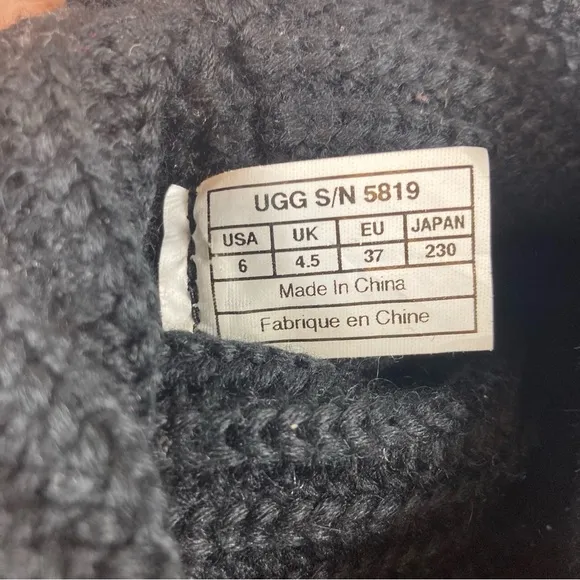 UGG S/N 5819
USA UK EU JAPAN
6 4.5 37 230
Made In China
Fabrique en Chine